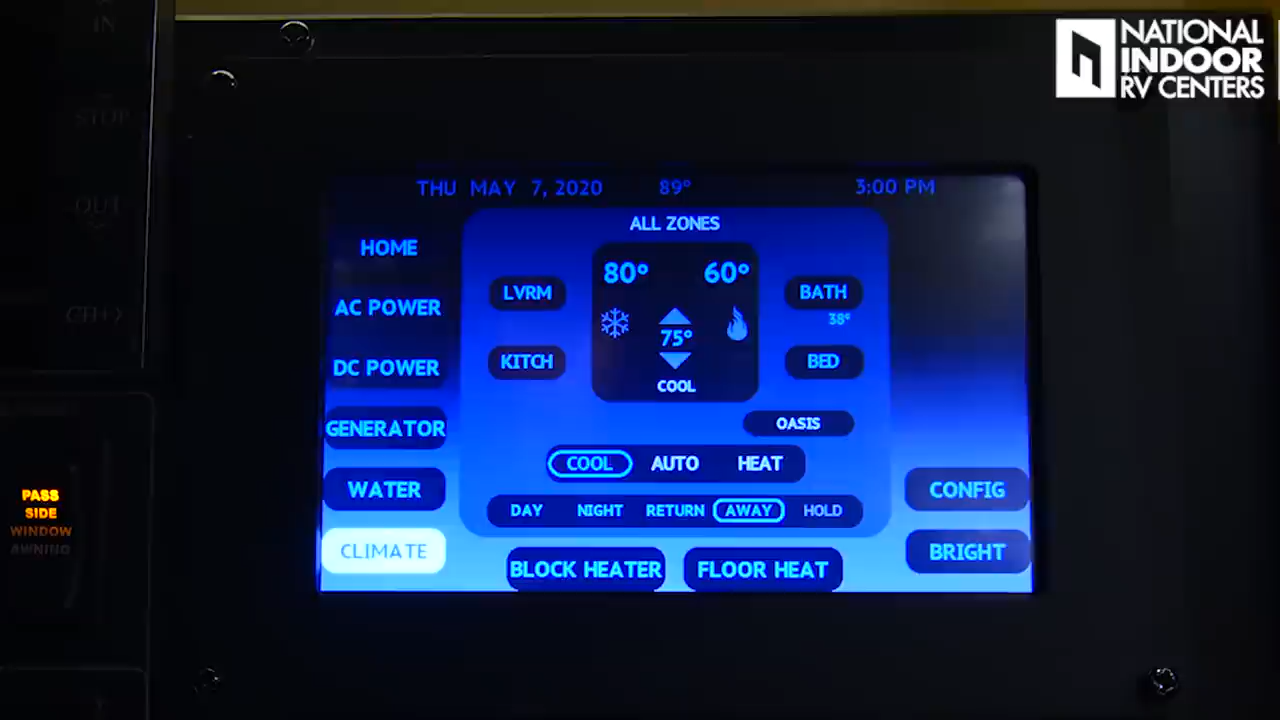 IN
STOP
OUT
NATIONAL
INDOOR
RV CENTERS
THU MAY 7, 2020 89° 3:00 PM
ALL ZONES
HOME
AC POWER
DC POWER
GENERATOR
WATER
CLIMATE
LVRM
KITCH
80° 60°
75°
COOL
BATH
38°
BED
OASIS
COOL AUTO HEAT
DAY NIGHT RETURN AWAY HOLD
BLOCK HEATER FLOOR HEAT
CONFIG
BRIGHT
PASS
SIDE
WINDOW
AWNING